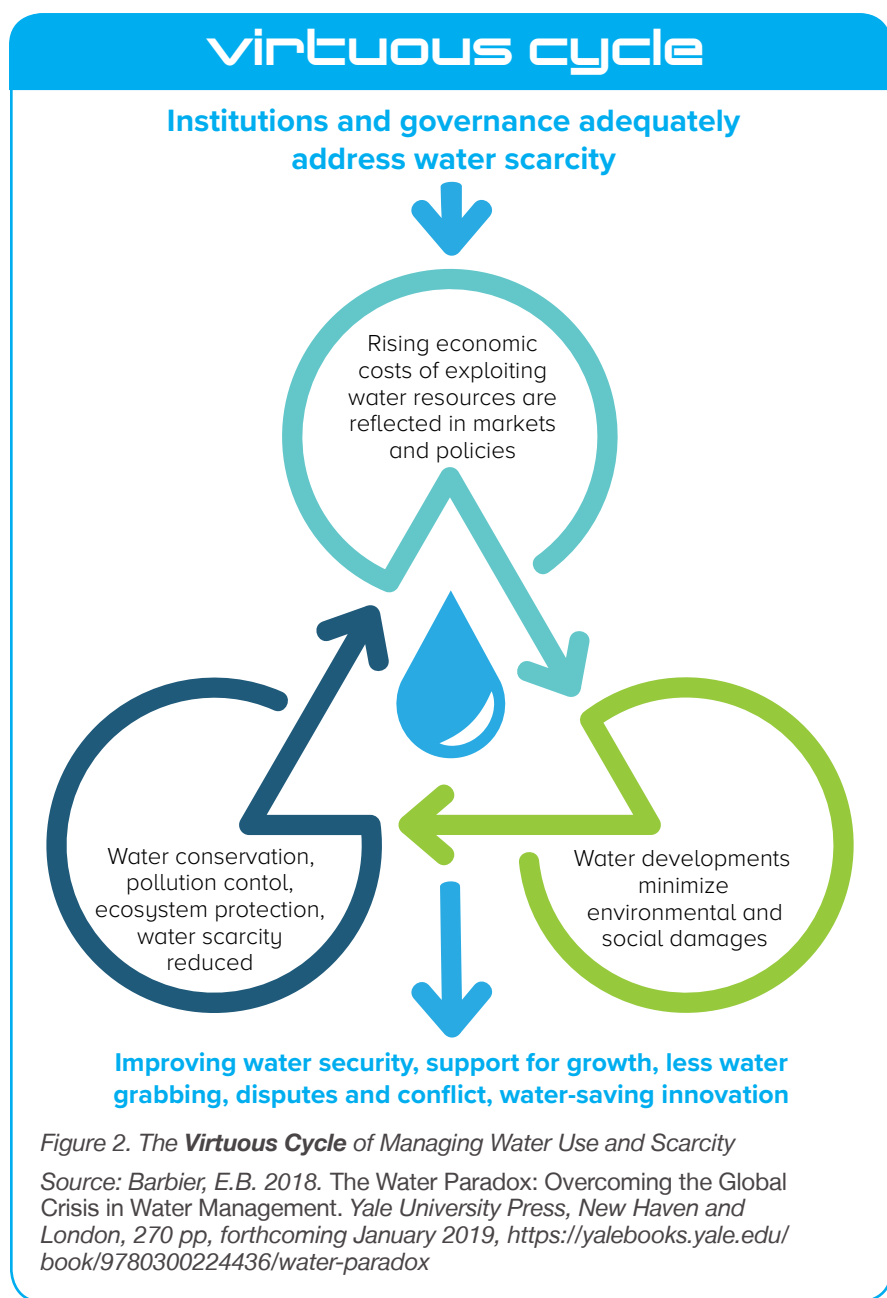 virtuous cycle
Institutions and governance adequately
address water scarcity
Rising economic
costs of exploiting
water resources are
reflected in markets
and policies
Water conservation,
pollution contol,
ecosystem protection,
water scarcity
reduced
Water developments
minimize
environmental and
social damages
Improving water security, support for growth, less water
grabbing, disputes and conflict, water-saving innovation
Figure 2. The Virtuous Cycle of Managing Water Use and Scarcity
Source: Barbier, E.B. 2018. The Water Paradox: Overcoming the Global
Crisis in Water Management. Yale University Press, New Haven and
London, 270 pp, forthcoming January 2019, https://yalebooks.yale.edu/
book/9780300224436/water-paradox